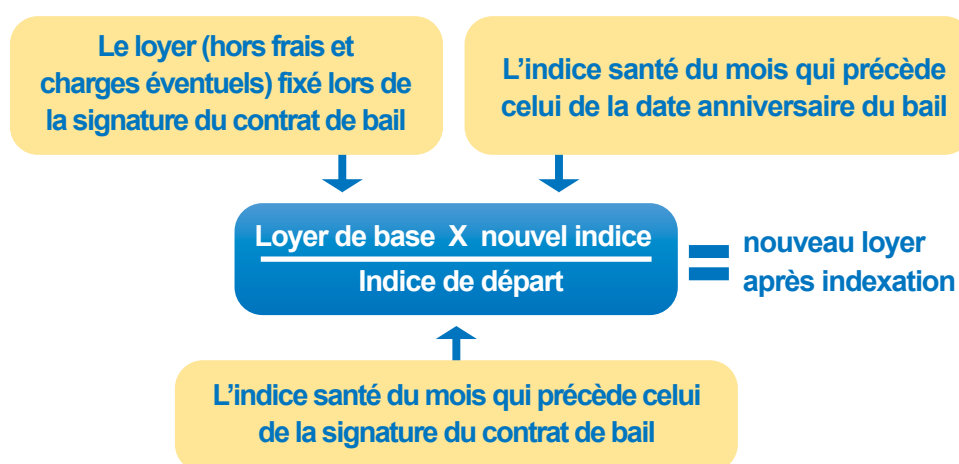 Le loyer (hors frais et
charges éventuels) fixé lors de
la signature du contrat de bail
L'indice santé du mois qui précède
celui de la date anniversaire du bail
Loyer de base X nouvel indice
Indice de départ
= nouveau loyer
après indexation
L'indice santé du mois qui précède celui
de la signature du contrat de bail